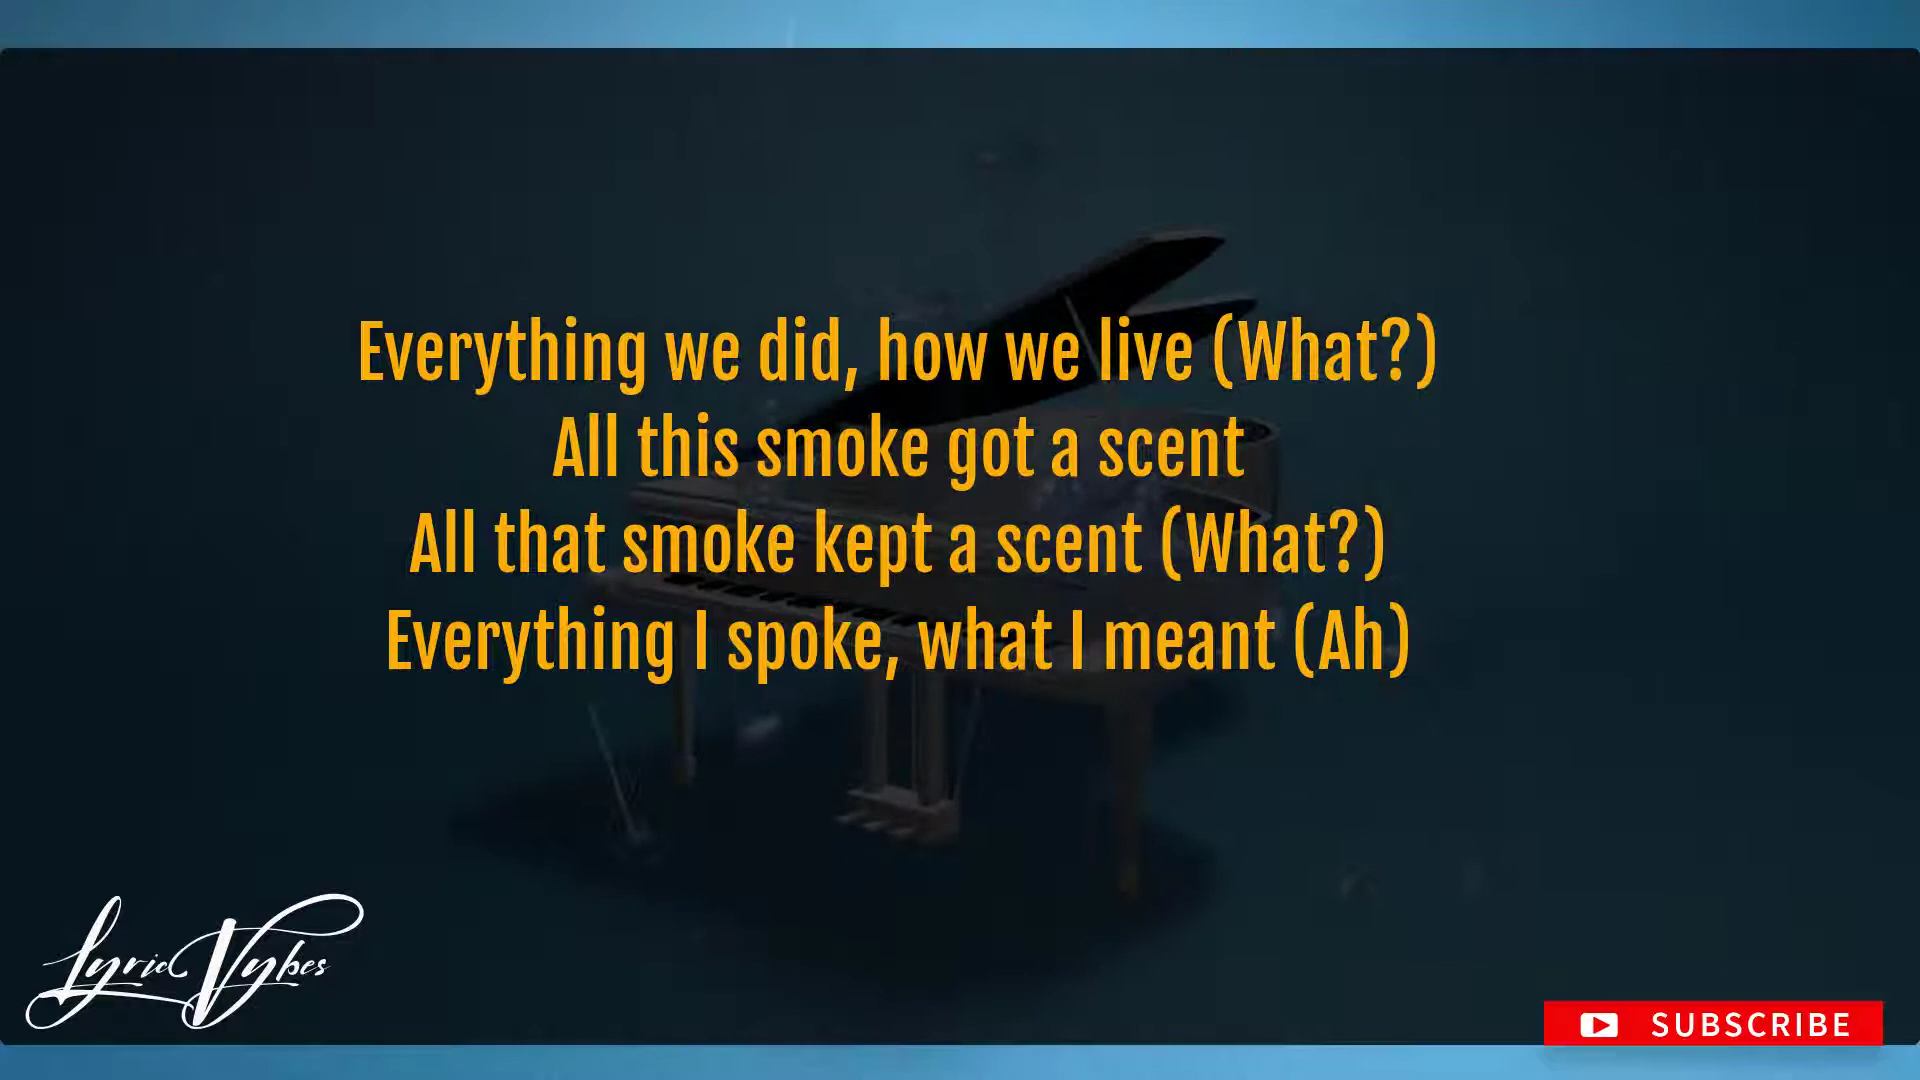 Everything we did, how we live (What?)
All this smoke got a scent
All that smoke kept a scent (What?)
Everything I spoke, what I meant (Ah)
Lyric Vybes
SUBSCRIBE